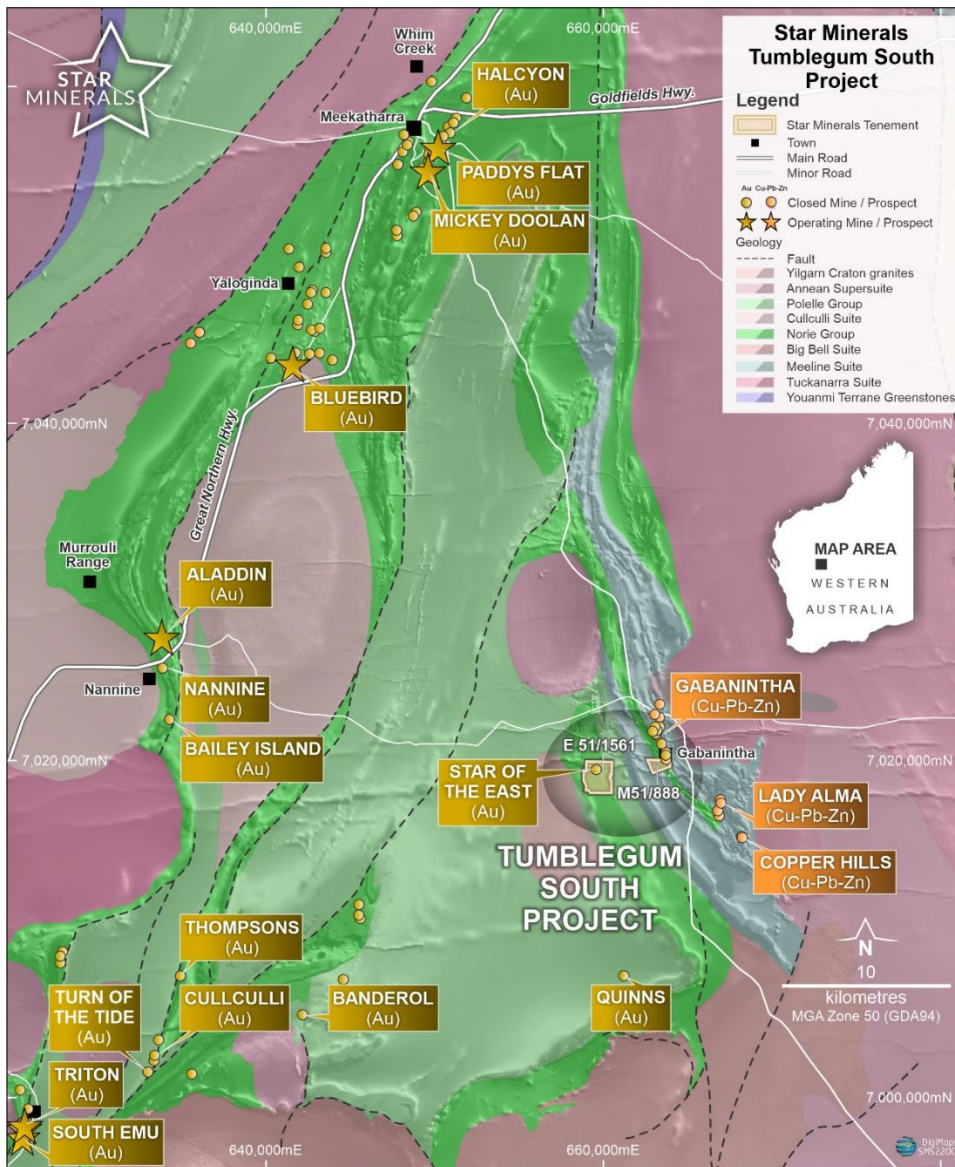 640,000mE
660,000mE
STAR
MINERALS
Whim
Creek
Meekatharra
HALCYON
(Au)
Goldfields Hwy.
PADDYS FLAT
(Au)
MICKEY DOOLAN
(Au)
Star Minerals
Tumblegum South
Project
Legend
Star Minerals Tenement
Town
Main Road
Minor Road
Au Cu-Pb-Zn
Closed Mine / Prospect
Operating Mine / Prospect
Geology
Fault
Yilgarn Craton granites
Annean Supersuite
Polelle Group
Cullculli Suite
Norie Group
Big Bell Suite
Meeline Suite
Tuckanarra Suite
Youanmi Terrane Greenstones
Yaloginda
BLUEBIRD
(Au)
7,040,000mN
7,040,000mN
Great Northern Hwy.
Murrouli
Range
ALADDIN
(Au)
MAP AREA
WESTERN
AUSTRALIA
Nannine
NANNINE
(Au)
BAILEY ISLAND
(Au)
GABANINTHA
(Cu-Pb-Zn)
Gabanintha
E 51/1561
M51/888
7,020,000mN
7,020,000mN
STAR OF
THE EAST
(Au)
LADY ALMA
(Cu-Pb-Zn)
COPPER HILLS
(Cu-Pb-Zn)
TUMBLEGUM
SOUTH
PROJECT
THOMPSONS
(Au)
TURN OF
THE TIDE
(Au)
CULLCULLI
(Au)
BANDEROL
(Au)
QUINNS
(Au)
N
10
kilometres
MGA Zone 50 (GDA94)
TRITON
(Au)
SOUTH EMU
(Au)
7,000,000mN
640,000mE
660,000mE
DigiMaps